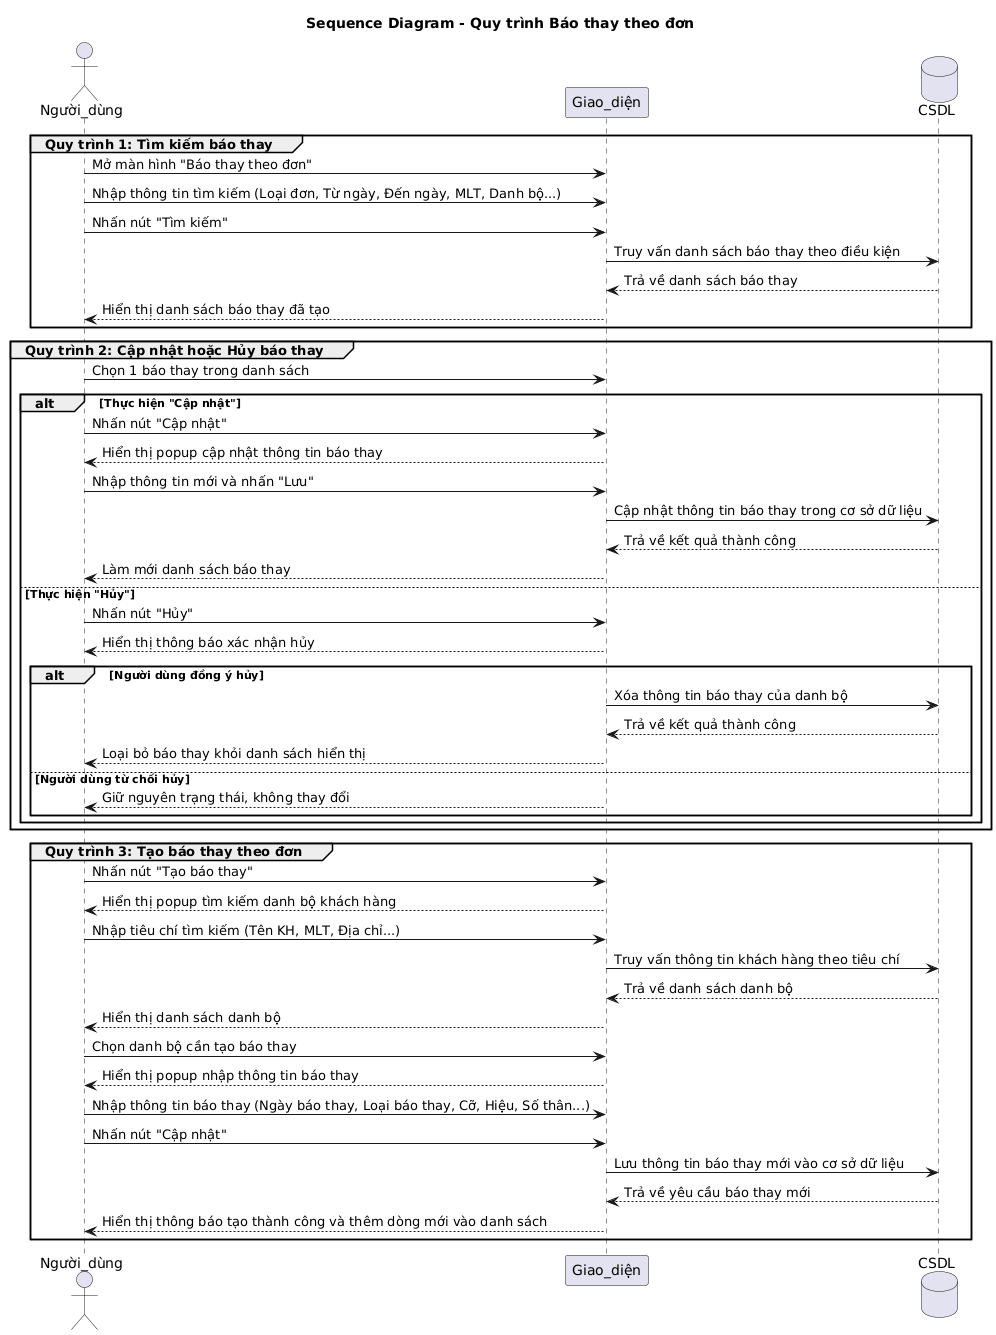 Sequence Diagram - Quy trình Báo thay theo đơn
Người_dùng
Giao_diện
CSDL
Quy trình 1: Tìm kiếm báo thay
Mở màn hình "Báo thay theo đơn"
Nhập thông tin tìm kiếm (Loại đơn, Từ ngày, Đến ngày, MLT, Danh bộ...)
Nhấn nút "Tìm kiếm"
Truy vấn danh sách báo thay theo điều kiện
Trả về danh sách báo thay
Hiển thị danh sách báo thay đã tạo
Quy trình 2: Cập nhật hoặc Hủy báo thay
Chọn 1 báo thay trong danh sách
alt [Thực hiện "Cập nhật"]
Nhấn nút "Cập nhật"
Hiển thị popup cập nhật thông tin báo thay
Nhập thông tin mới và nhấn "Lưu"
Cập nhật thông tin báo thay trong cơ sở dữ liệu
Trả về kết quả thành công
Làm mới danh sách báo thay
[Thực hiện "Hủy"]
Nhấn nút "Hủy"
Hiển thị thông báo xác nhận hủy
alt [Người dùng đồng ý hủy]
Xóa thông tin báo thay của danh bộ
Trả về kết quả thành công
Loại bỏ báo thay khỏi danh sách hiển thị
[Người dùng từ chối hủy]
Giữ nguyên trạng thái, không thay đổi
Quy trình 3: Tạo báo thay theo đơn
Nhấn nút "Tạo báo thay"
Hiển thị popup tìm kiếm danh bộ khách hàng
Nhập tiêu chí tìm kiếm (Tên KH, MLT, Địa chỉ...)
Truy vấn thông tin khách hàng theo tiêu chí
Trả về danh sách danh bộ
Hiển thị danh sách danh bộ
Chọn danh bộ cần tạo báo thay
Hiển thị popup nhập thông tin báo thay
Nhập thông tin báo thay (Ngày báo thay, Loại báo thay, Cỡ, Hiệu, Số thân...)
Nhấn nút "Cập nhật"
Lưu thông tin báo thay mới vào cơ sở dữ liệu
Trả về yêu cầu báo thay mới
Hiển thị thông báo tạo thành công và thêm dòng mới vào danh sách
Người_dùng
Giao_diện
CSDL